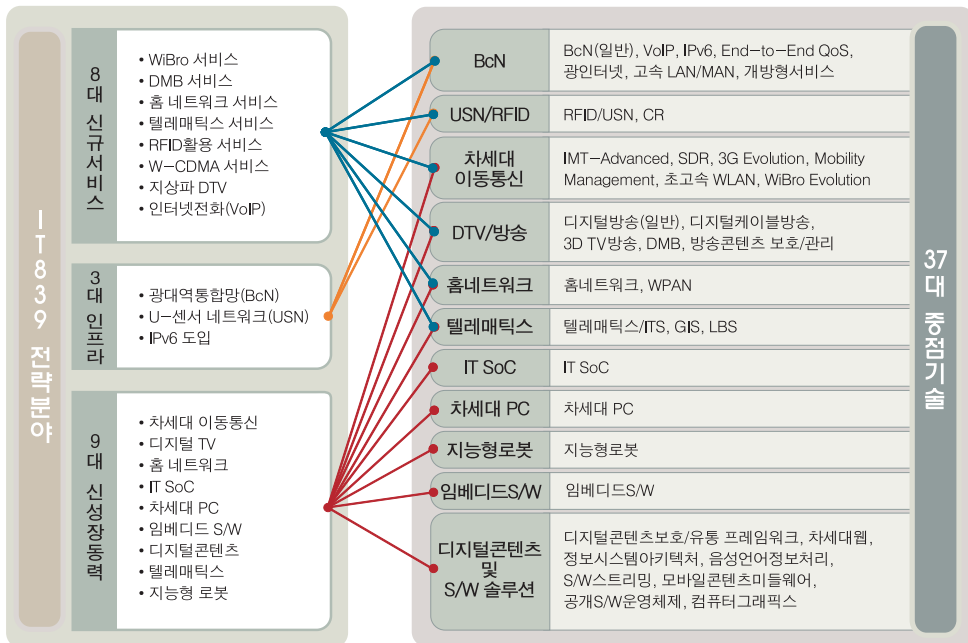 IT839 전략분야
8대 신규서비스
• WiBro 서비스
• DMB 서비스
• 홈 네트워크 서비스
• 텔레매틱스 서비스
• RFID활용 서비스
• W-CDMA 서비스
• 지상파 DTV
• 인터넷전화(VoIP)
3대 인프라
• 광대역통합망(BcN)
• U-센서 네트워크(USN)
• IPv6 도입
9대 신성장동력
• 차세대 이동통신
• 디지털 TV
• 홈 네트워크
• IT SoC
• 차세대 PC
• 임베디드 S/W
• 디지털콘텐츠
• 텔레매틱스
• 지능형 로봇
BcN
BcN(일반), VoIP, IPv6, End-to-End QoS,
광인터넷, 고속 LAN/MAN, 개방형서비스
USN/RFID
RFID/USN, CR
차세대
이동통신
IMT-Advanced, SDR, 3G Evolution, Mobility
Management, 초고속 WLAN, WiBro Evolution
DTV/방송
디지털방송(일반), 디지털케이블방송,
3D TV방송, DMB, 방송콘텐츠 보호/관리
홈네트워크
홈네트워크, WPAN
텔레매틱스
텔레매틱스/ITS, GIS, LBS
IT SoC
IT SoC
차세대 PC
차세대 PC
지능형로봇
지능형로봇
임베디드S/W
임베디드S/W
디지털콘텐츠
및
S/W 솔루션
디지털콘텐츠보호/유통 프레임워크, 차세대웹,
정보시스템아키텍처, 음성언어정보처리,
S/W스트리밍, 모바일콘텐츠미들웨어,
공개S/W운영체제, 컴퓨터그래픽스
37대 중점기술